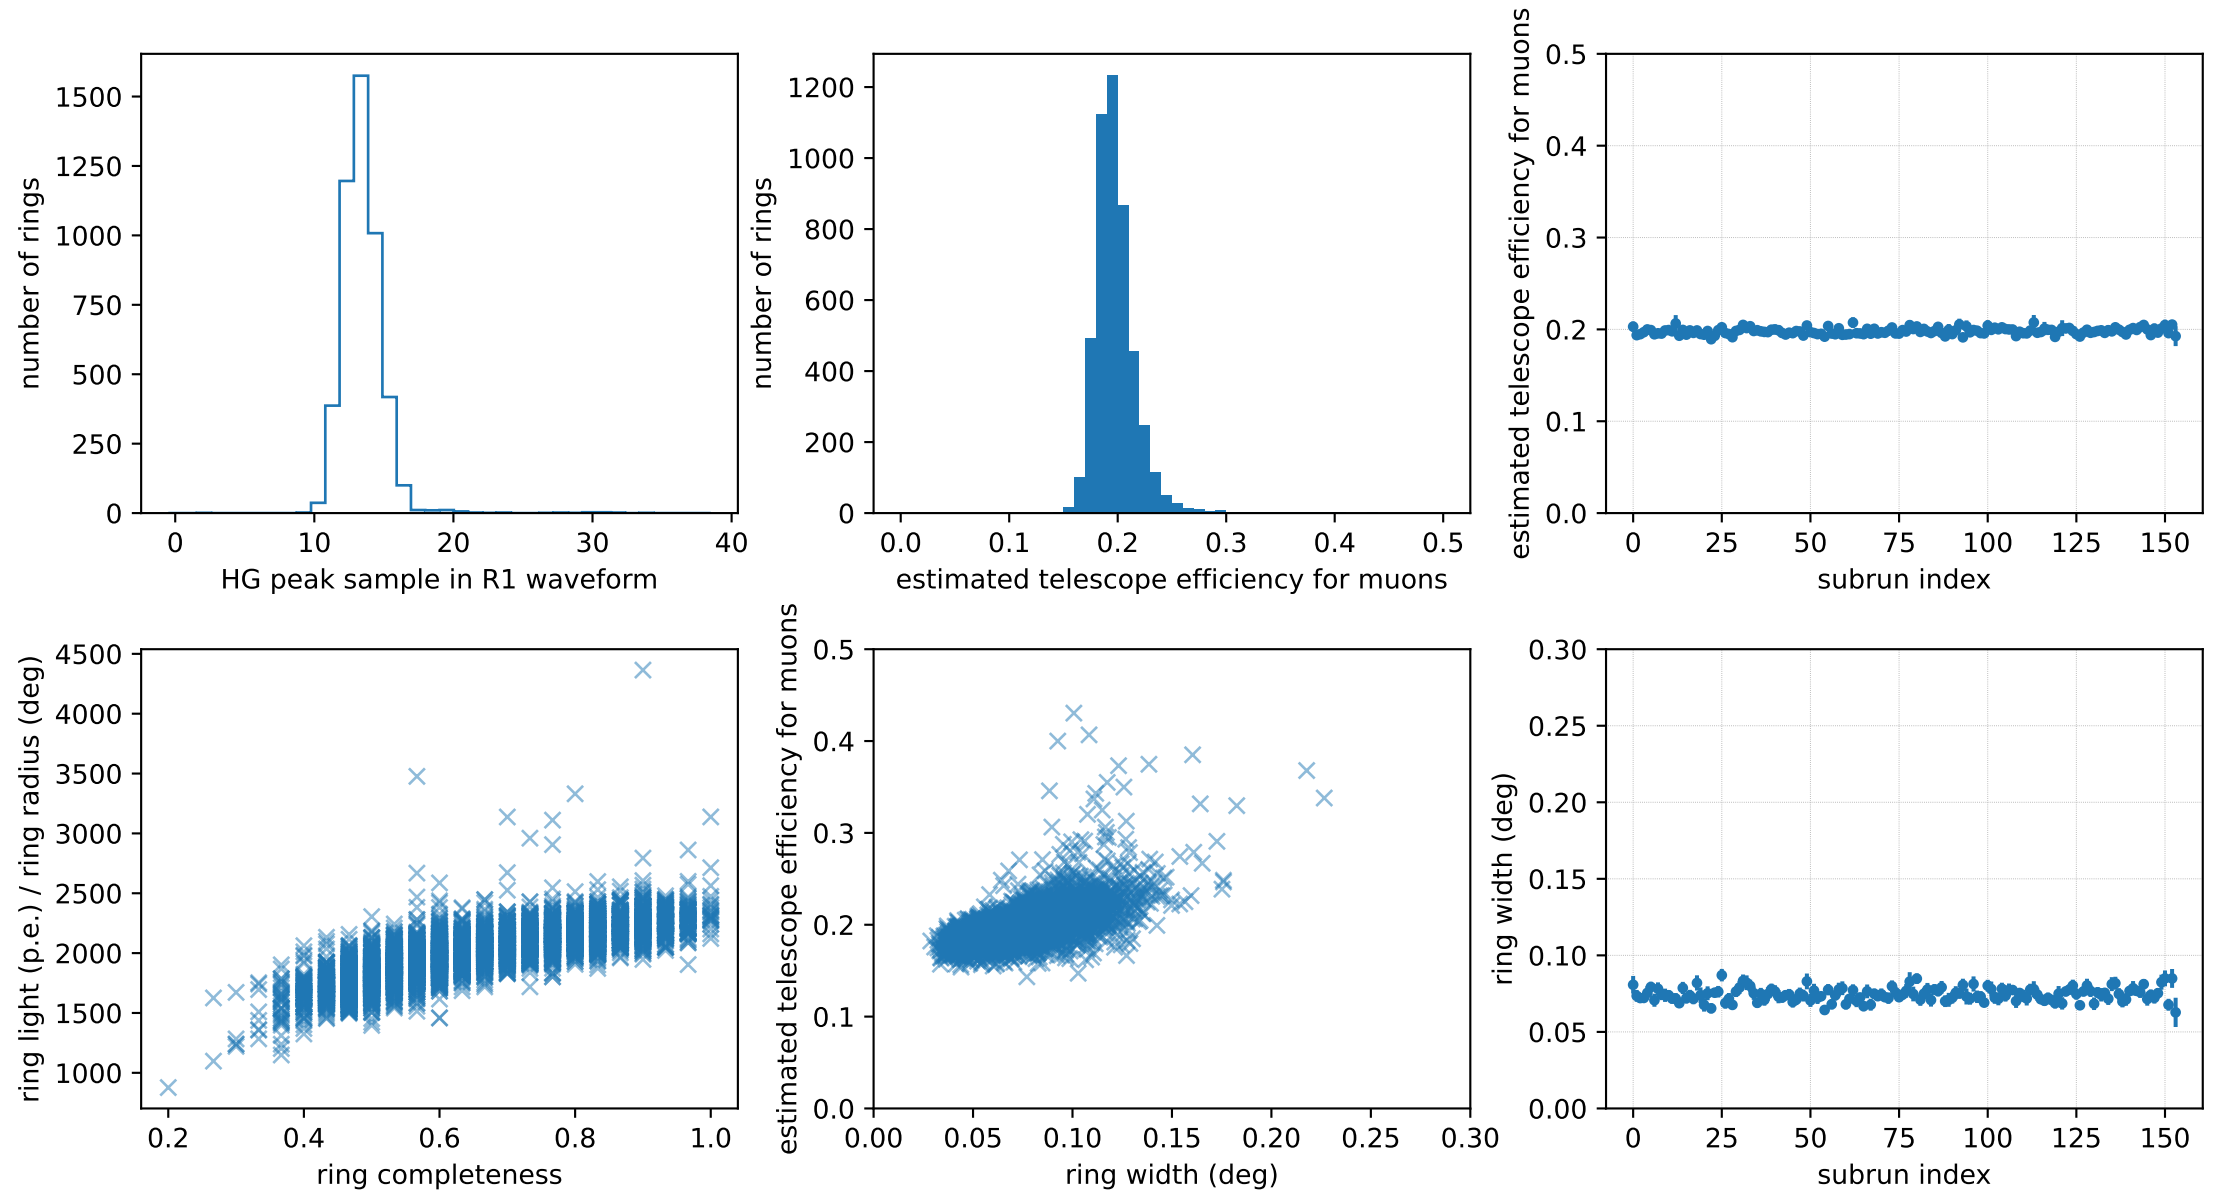 number of rings
1500
1250
1000
750
500
250
0
0 10 20 30 40
HG peak sample in R1 waveform
number of rings
1200
1000
800
600
400
200
0
0.0 0.1 0.2 0.3 0.4 0.5
estimated telescope efficiency for muons
estimated telescope efficiency for muons
0.5
0.4
0.3
0.2
0.1
0.0
0 25 50 75 100 125 150
subrun index
ring light (p.e.) / ring radius (deg)
4500
4000
3500
3000
2500
2000
1500
1000
0.2 0.4 0.6 0.8 1.0
ring completeness
estimated telescope efficiency for muons
0.5
0.4
0.3
0.2
0.1
0.0
0.00 0.05 0.10 0.15 0.20 0.25 0.30
ring width (deg)
ring width (deg)
0.30
0.25
0.20
0.15
0.10
0.05
0.00
0 25 50 75 100 125 150
subrun index